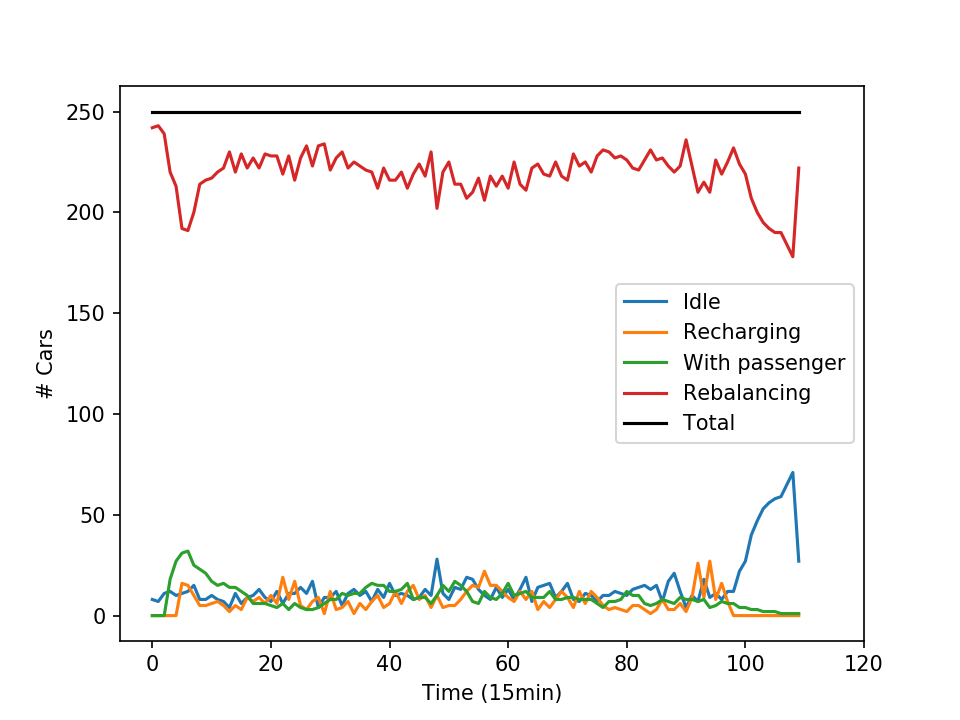 250
200
150
100
50
0
# Cars
Idle
Recharging
With passenger
Rebalancing
Total
0 20 40 60 80 100 120
Time (15min)